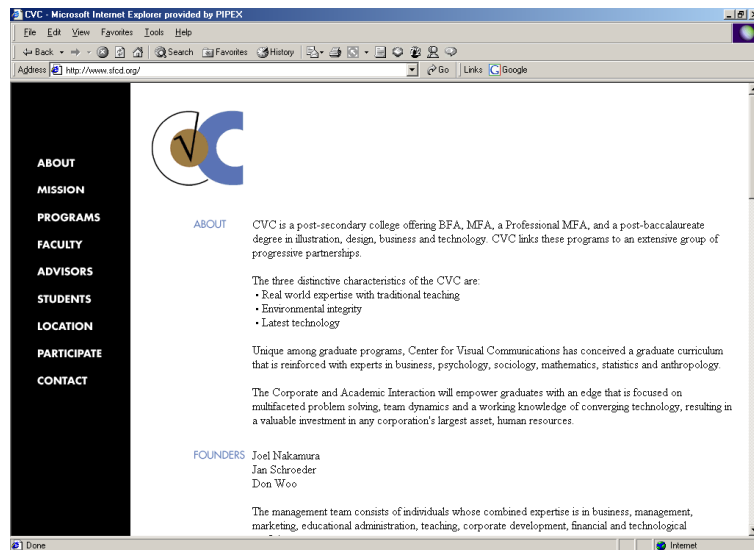 CVC - Microsoft Internet Explorer provided by PIPEX
File Edit View Favorites Tools Help
Back Search Favorites History
Address http://www.sfcd.org/ Go Links Google
ABOUT
MISSION
PROGRAMS
FACULTY
ADVISORS
STUDENTS
LOCATION
PARTICIPATE
CONTACT
CVC
ABOUT CVC is a post-secondary college offering BFA, MFA, a Professional MFA, and a post-baccalaureate
degree in illustration, design, business and technology. CVC links these programs to an extensive group of
progressive partnerships.
The three distinctive characteristics of the CVC are:
• Real world expertise with traditional teaching
• Environmental integrity
• Latest technology
Unique among graduate programs, Center for Visual Communications has conceived a graduate curriculum
that is reinforced with experts in business, psychology, sociology, mathematics, statistics and anthropology.
The Corporate and Academic Interaction will empower graduates with an edge that is focused on
multifaceted problem solving, team dynamics and a working knowledge of converging technology, resulting in
a valuable investment in any corporation's largest asset, human resources.
FOUNDERS Joel Nakamura
Jan Schroeder
Don Woo
The management team consists of individuals whose combined expertise is in business, management,
marketing, educational administration, teaching, corporate development, financial and technological
Done Internet